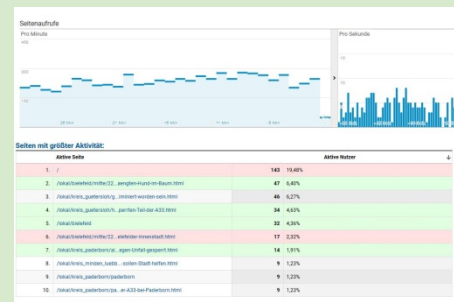 Seitenaufrufe
Pro Minute
Pro Sekunde
Seiten mit größter Aktivität:
Aktive Seite Aktive Nutzer
1. / 143 19,48%
2. /lokal/bielefeld/mitte/22...aengten-Hund-im-Baum.html 47 6,40%
3. /lokal/kreis_guetersloh/g...iminiert-worden-sein.html 46 6,27%
4. /lokal/kreis_guetersloh/h...perrten-Teil-der-A33.html 34 4,63%
5. /lokal/bielefeld 32 4,36%
6. /lokal/bielefeld/mitte/22...elefelder-Innenstadt.html 17 2,32%
7. /lokal/kreis_paderborn/al...egen-Unfall-gesperrt.html 14 1,91%
8. /lokal/kreis_minden_luebb...sollen-Stadt-helfen.html 9 1,23%
9. /lokal/kreis_paderborn/paderborn 9 1,23%
10. /lokal/kreis_paderborn/pa...er-A33-bei-Paderborn.html 9 1,23%